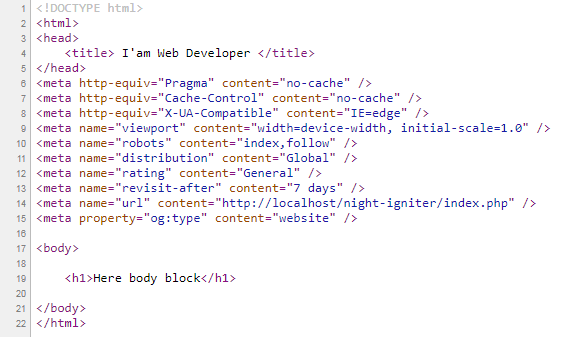 1 <!DOCTYPE html>
2 <html>
3 <head>
4     <title> I'am Web Developer </title>
5 </head>
6 <meta http-equiv="Pragma" content="no-cache" />
7 <meta http-equiv="Cache-Control" content="no-cache" />
8 <meta http-equiv="X-UA-Compatible" content="IE=edge" />
9 <meta name="viewport" content="width=device-width, initial-scale=1.0" />
10 <meta name="robots" content="index,follow" />
11 <meta name="distribution" content="Global" />
12 <meta name="rating" content="General" />
13 <meta name="revisit-after" content="7 days" />
14 <meta name="url" content="http://localhost/night-igniter/index.php" />
15 <meta property="og:type" content="website" />
16
17 <body>
18
19     <h1>Here body block</h1>
20
21 </body>
22 </html>